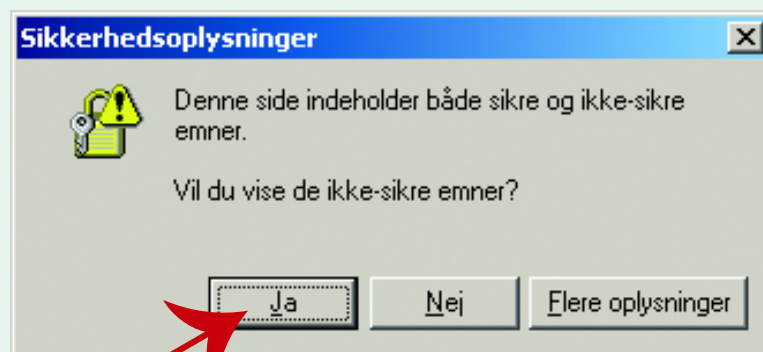 Sikkerhedsoplysninger
Denne side indeholder både sikre og ikke-sikre
emner.
Vil du vise de ikke-sikre emner?
Ja Nej Flere oplysninger